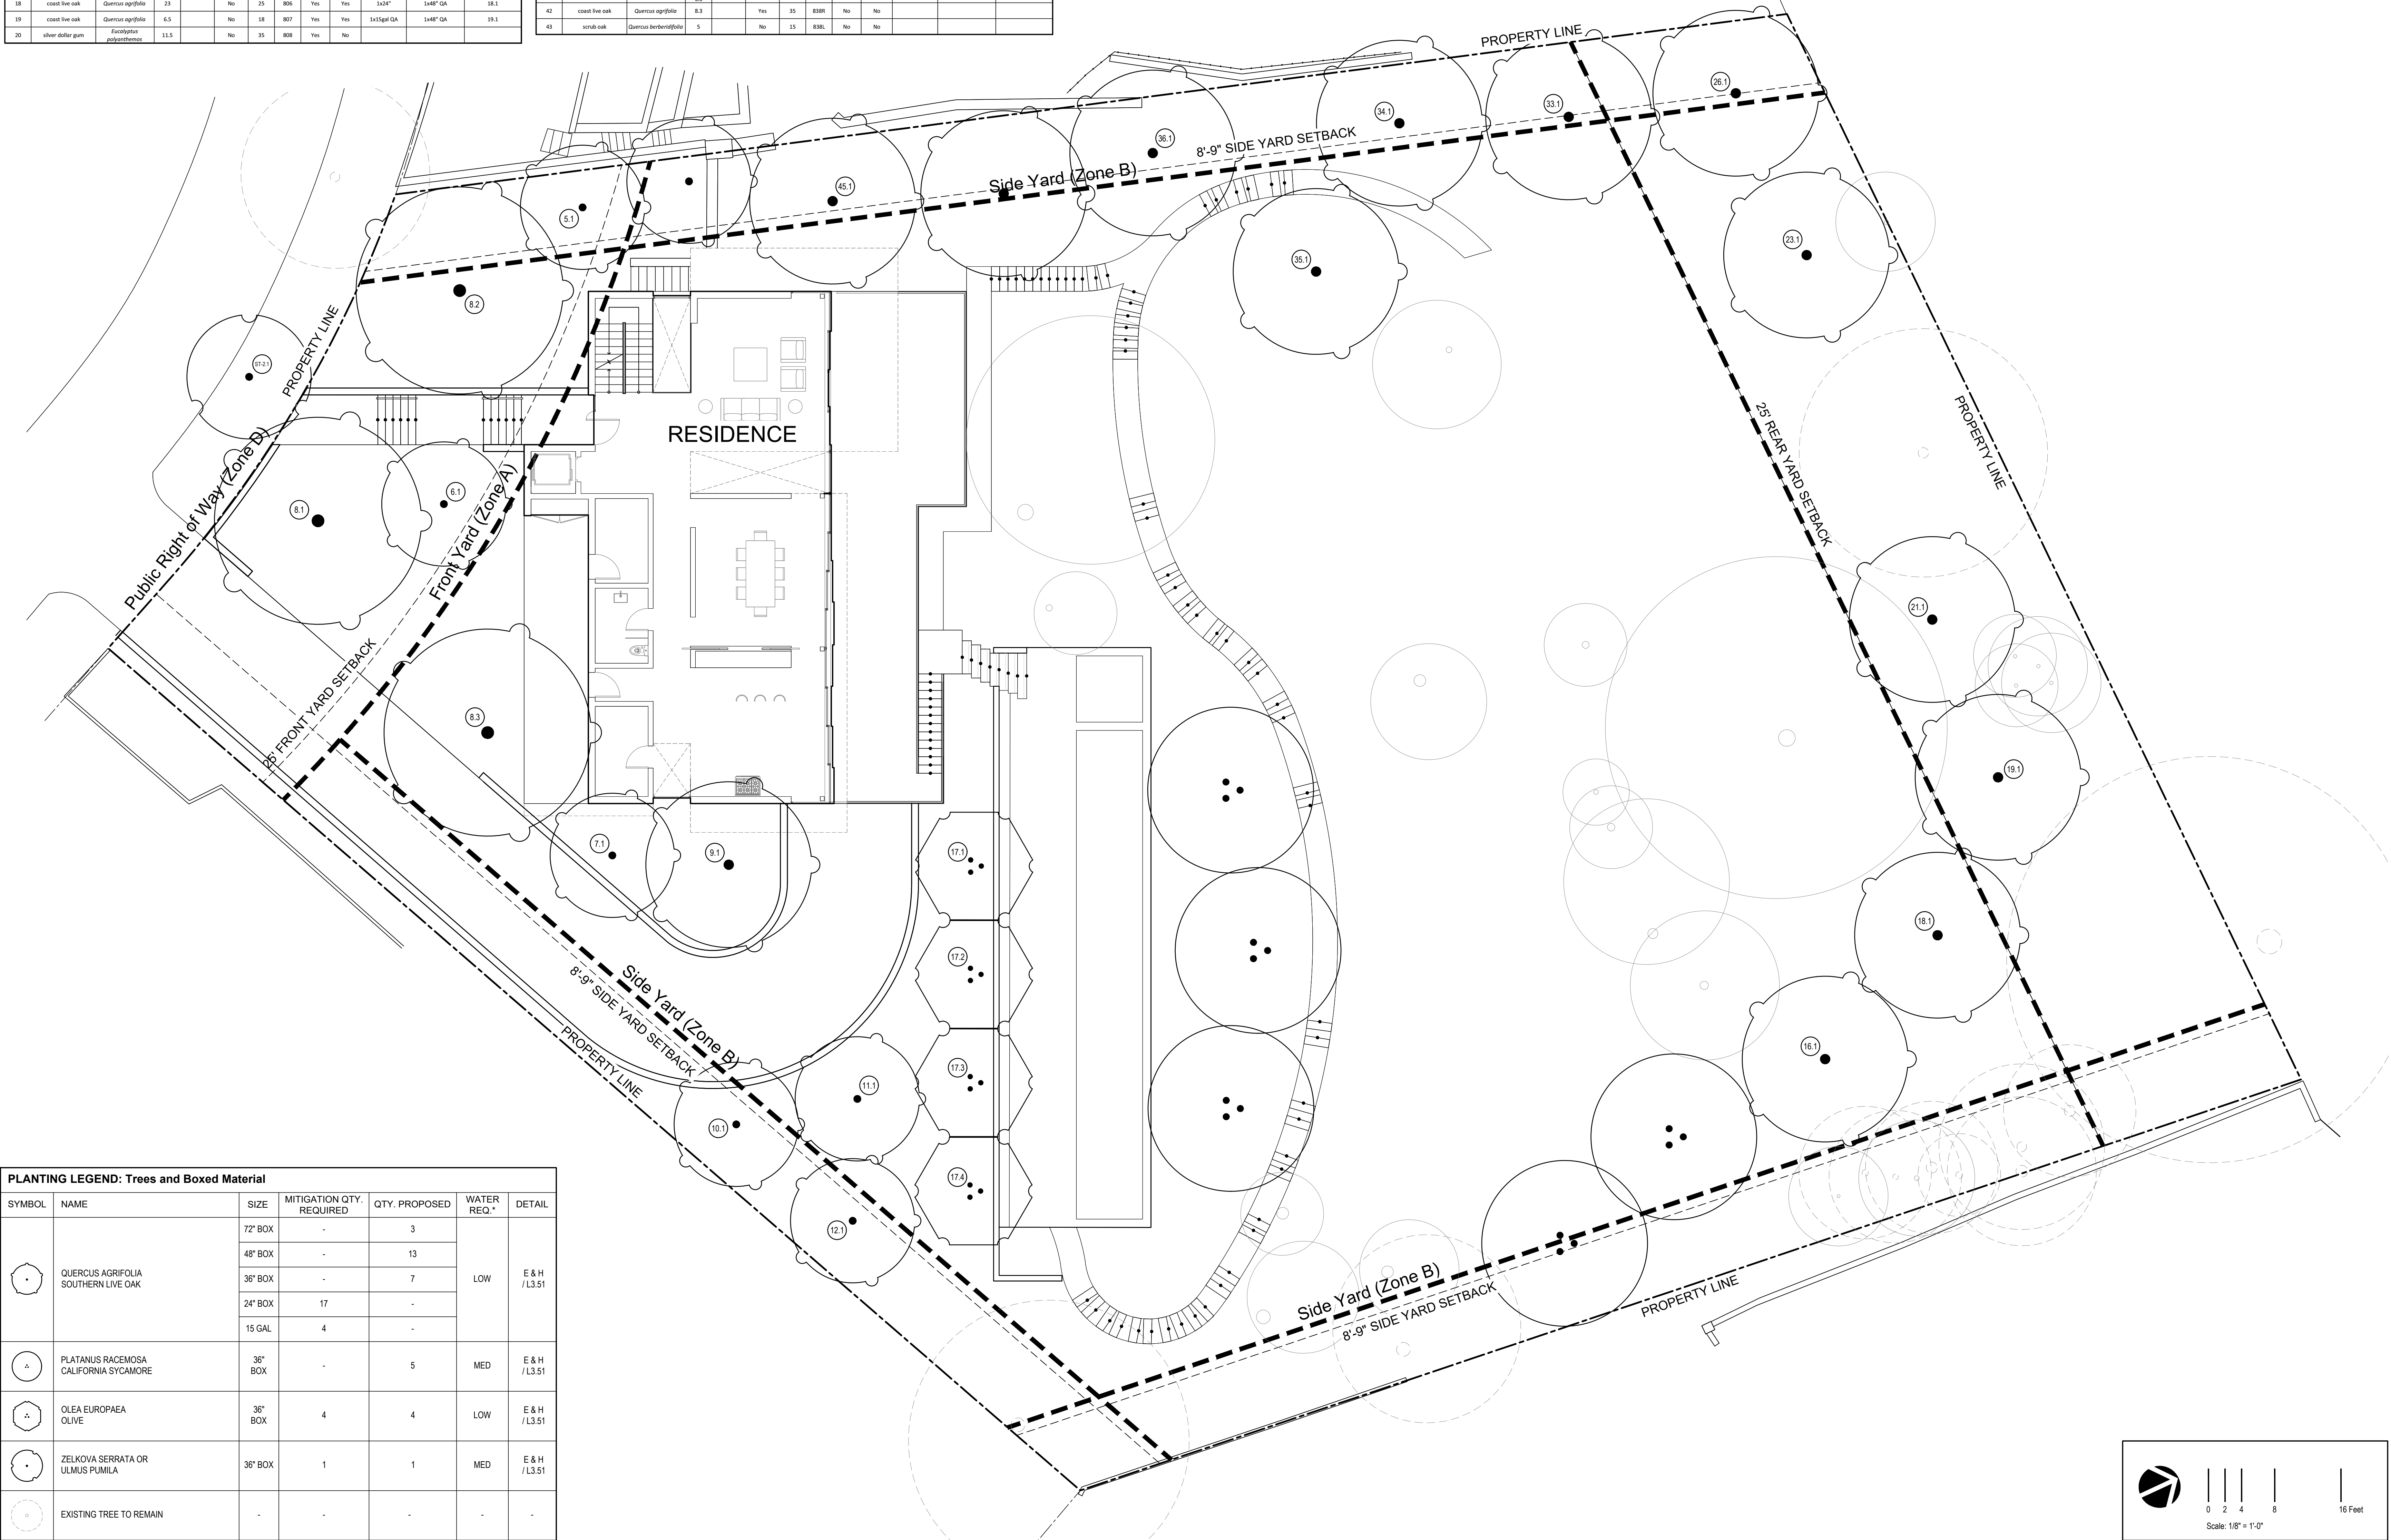 18 coast live oak Quercus agrifolia 23 No 25 806 Yes Yes 1x24" 1x48" QA 18.1
19 coast live oak Quercus agrifolia 6.5 No 18 807 Yes Yes 1x15gal QA 1x48" QA 19.1
20 silver dollar gum Eucalyptus polyanthemos 11.5 No 35 808 Yes No
42 coast live oak Quercus agrifolia 8.3 Yes 35 838R No No
43 scrub oak Quercus berberidifolia 5 No 15 838L No No
PROPERTY LINE
26.1
33.1
34.1
36.1
8'-9" SIDE YARD SETBACK
Side Yard (Zone B)
45.1
5.1
23.1
35.1
8.2
PROPERTY LINE
ST-2.1
RESIDENCE
25' REAR YARD SETBACK
PROPERTY LINE
Public Right of Way (Zone D)
Front Yard (Zone A)
6.1
8.1
21.1
25' FRONT YARD SETBACK
8.3
19.1
7.1
9.1
17.1
18.1
17.2
Side Yard (Zone B)
8'-9" SIDE YARD SETBACK
PROPERTY LINE
16.1
17.3
11.1
10.1
17.4
12.1
Side Yard (Zone B)
8'-9" SIDE YARD SETBACK
PROPERTY LINE
PLANTING LEGEND: Trees and Boxed Material
SYMBOL NAME SIZE MITIGATION QTY. REQUIRED QTY. PROPOSED WATER REQ.* DETAIL
QUERCUS AGRIFOLIA
SOUTHERN LIVE OAK
72" BOX - 3
48" BOX - 13
36" BOX - 7
24" BOX 17 -
15 GAL 4 -
LOW
E & H
/ L3.51
PLATANUS RACEMOSA
CALIFORNIA SYCAMORE
36" BOX - 5 MED
E & H
/ L3.51
OLEA EUROPAEA
OLIVE
36" BOX 4 4 LOW
E & H
/ L3.51
ZELKOVA SERRATA OR
ULMUS PUMILA
36" BOX 1 1 MED
E & H
/ L3.51
EXISTING TREE TO REMAIN - - - - -
0 2 4 8 16 Feet
Scale: 1/8" = 1'-0"